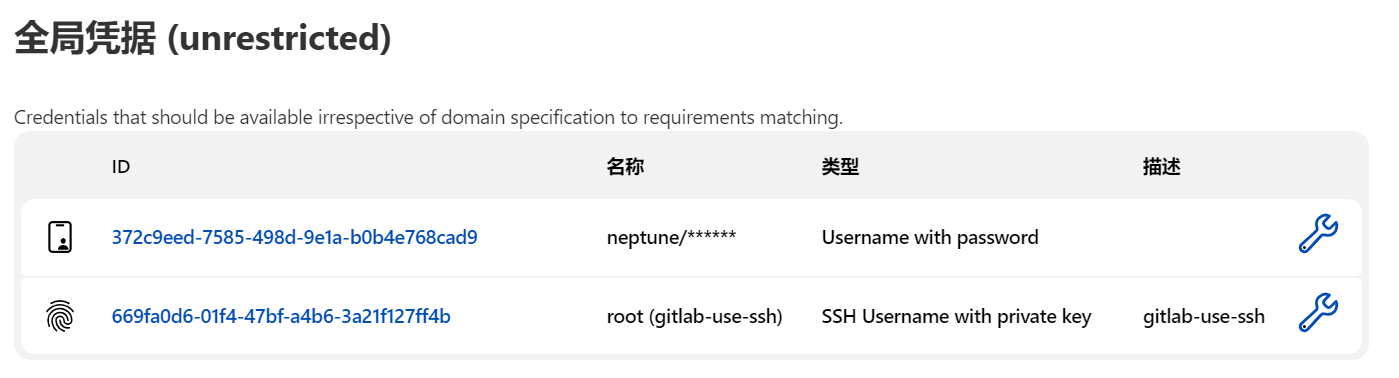 全局凭据 (unrestricted)
Credentials that should be available irrespective of domain specification to requirements matching.
ID 名称 类型 描述
372c9eed-7585-498d-9e1a-b0b4e768cad9 neptune/****** Username with password
669fa0d6-01f4-47bf-a4b6-3a21f127ff4b root (gitlab-use-ssh) SSH Username with private key gitlab-use-ssh